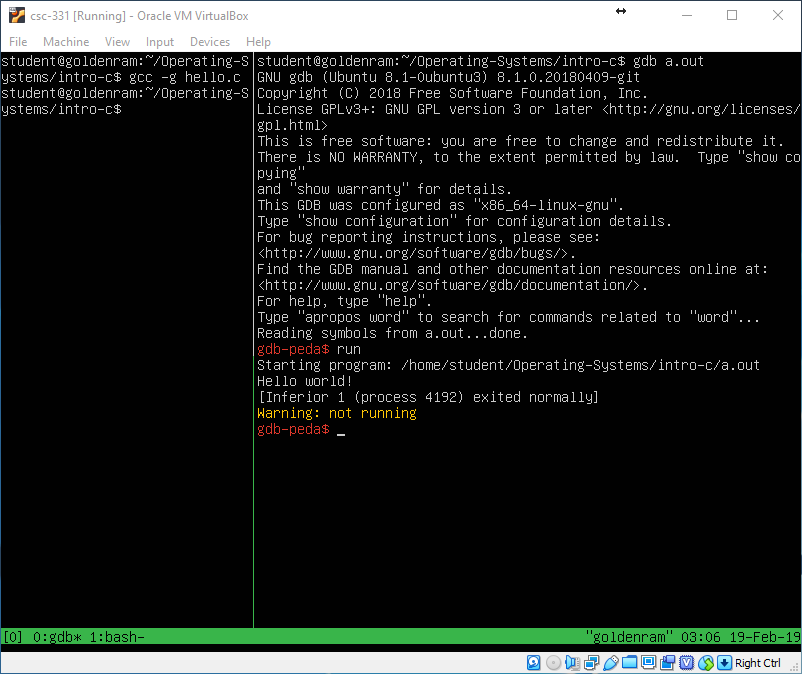 csc-331 [Running] - Oracle VM VirtualBox
File Machine View Input Devices Help
student@goldenram:~/Operating-S
ystems/intro-c$ gcc -g hello.c
student@goldenram:~/Operating-S
ystems/intro-c$
student@goldenram:~/Operating-Systems/intro-c$ gdb a.out
GNU gdb (Ubuntu 8.1-0ubuntu3) 8.1.0.20180409-git
Copyright (C) 2018 Free Software Foundation, Inc.
License GPLv3+: GNU GPL version 3 or later <http://gnu.org/licenses/
gpl.html>
This is free software: you are free to change and redistribute it.
There is NO WARRANTY, to the extent permitted by law.  Type "show co
pying"
and "show warranty" for details.
This GDB was configured as "x86_64-linux-gnu".
Type "show configuration" for configuration details.
For bug reporting instructions, please see:
<http://www.gnu.org/software/gdb/bugs/>.
Find the GDB manual and other documentation resources online at:
<http://www.gnu.org/software/gdb/documentation/>.
For help, type "help".
Type "apropos word" to search for commands related to "word"...
Reading symbols from a.out...done.
gdb-peda$ run
Starting program: /home/student/Operating-Systems/intro-c/a.out
Hello world!
[Inferior 1 (process 4192) exited normally]
Warning: not running
gdb-peda$ _
[0] 0:gdb* 1:bash- "goldenram" 03:06 19-Feb-19
Right Ctrl